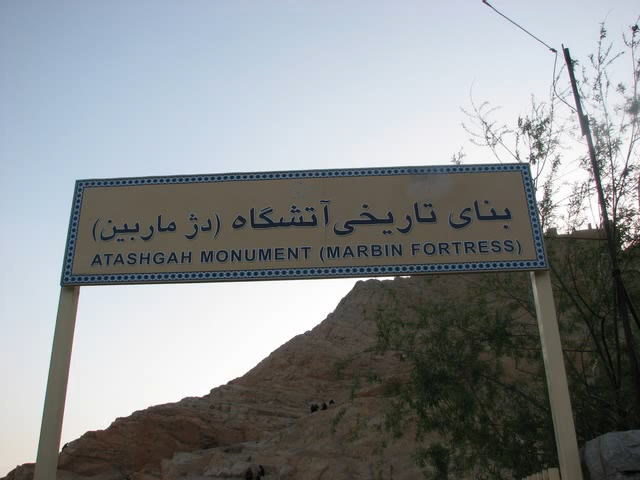 بنای تاریخی آتشگاه (دژ ماربین)
ATASHGAH MONUMENT (MARBIN FORTRESS)